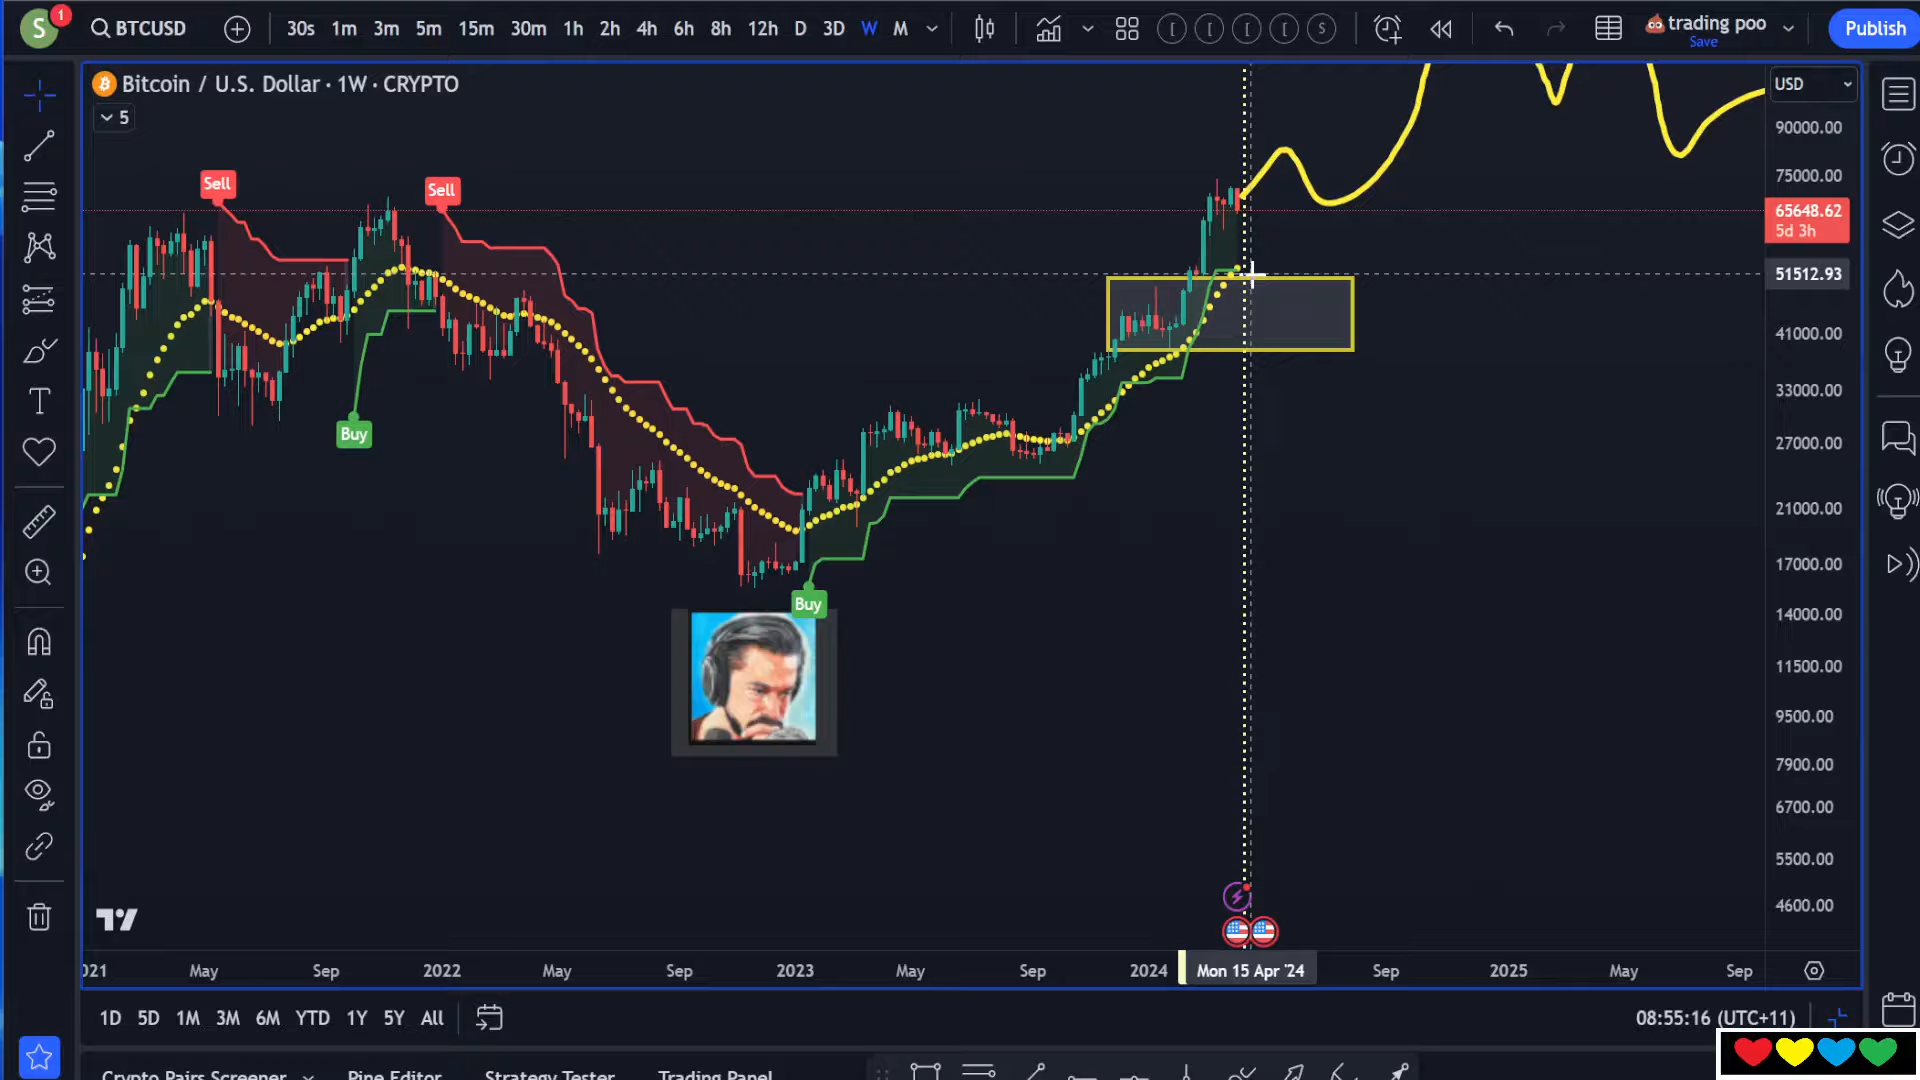 S 1 BTCUSD 30s 1m 3m 5m 15m 30m 1h 2h 4h 6h 8h 12h D 3D W M [ [ [ [ S trading poo Save Publish
Bitcoin / U.S. Dollar · 1W · CRYPTO
5
USD
90000.00
75000.00
65648.62
5d 3h
51512.93
41000.00
33000.00
27000.00
21000.00
17000.00
14000.00
11500.00
9500.00
7900.00
6700.00
5500.00
4600.00
Sell
Sell
Buy
Buy
021 May Sep 2022 May Sep 2023 May Sep 2024 Mon 15 Apr '24 Sep 2025 May Sep
1D 5D 1M 3M 6M YTD 1Y 5Y All 08:55:16 (UTC+11)
Crypto Pairs Screener Pine Editor Strategy Tester Trading Panel